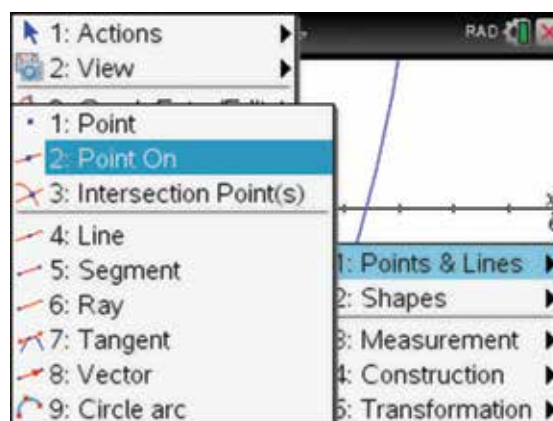 1: Actions
2: View
RAD
1: Point
2: Point On
3: Intersection Point(s)
4: Line
5: Segment
6: Ray
7: Tangent
8: Vector
9: Circle arc
x
6
1: Points & Lines
2: Shapes
3: Measurement
4: Construction
5: Transformation